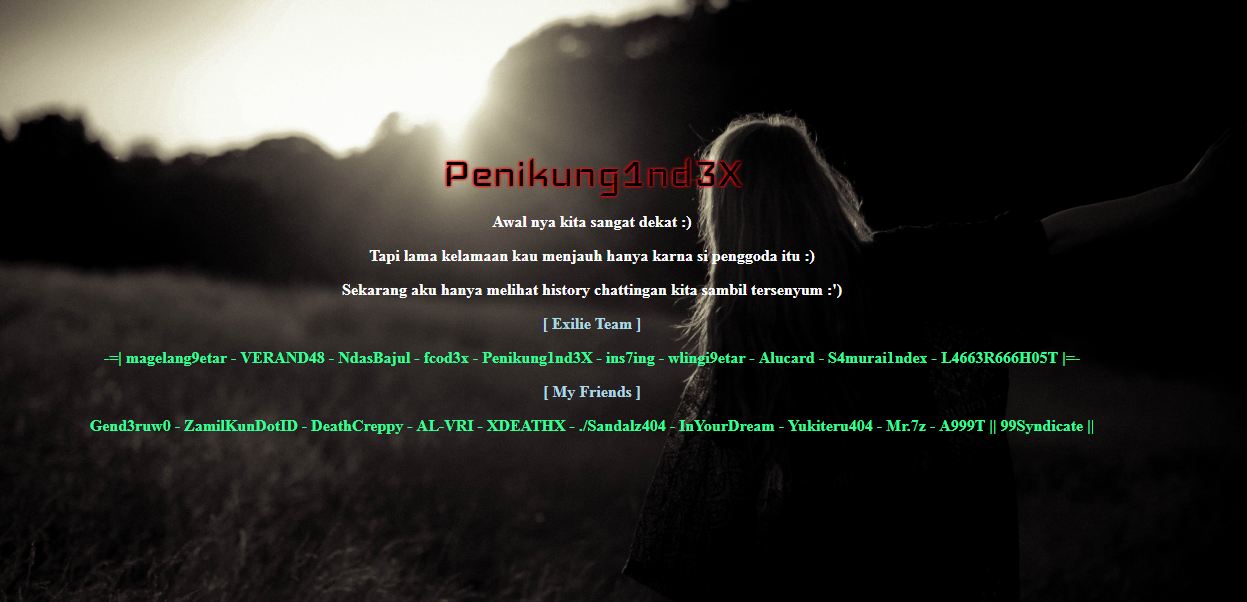 Penikung1nd3X
Awal nya kita sangat dekat :)
Tapi lama kelamaan kau menjauh hanya karna si penggoda itu :)
Sekarang aku hanya melihat history chattingan kita sambil tersenyum :')
[ Exilie Team ]
-=| magelang9etar - VERAND48 - NdasBajul - fcod3x - Penikung1nd3X - ins7ing - wlingi9etar - Alucard - S4murai1ndex - L4663R666H05T |=-
[ My Friends ]
Gend3ruw0 - ZamilKunDotID - DeathCreppy - AL-VRI - XDEATHX - ./Sandalz404 - InYourDream - Yukiteru404 - Mr.7z - A999T || 99Syndicate ||